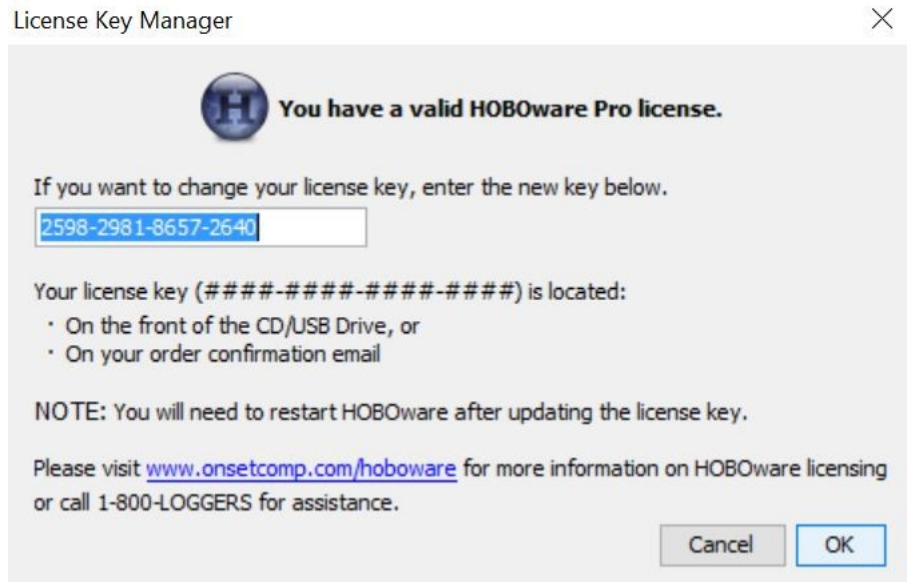 License Key Manager
H
You have a valid HOBOware Pro license.
If you want to change your license key, enter the new key below.
2598-2981-8657-2640
Your license key (####-####-####-####) is located:
· On the front of the CD/USB Drive, or
· On your order confirmation email
NOTE: You will need to restart HOBOware after updating the license key.
Please visit www.onsetcomp.com/hoboware for more information on HOBOware licensing
or call 1-800-LOGGERS for assistance.
Cancel OK